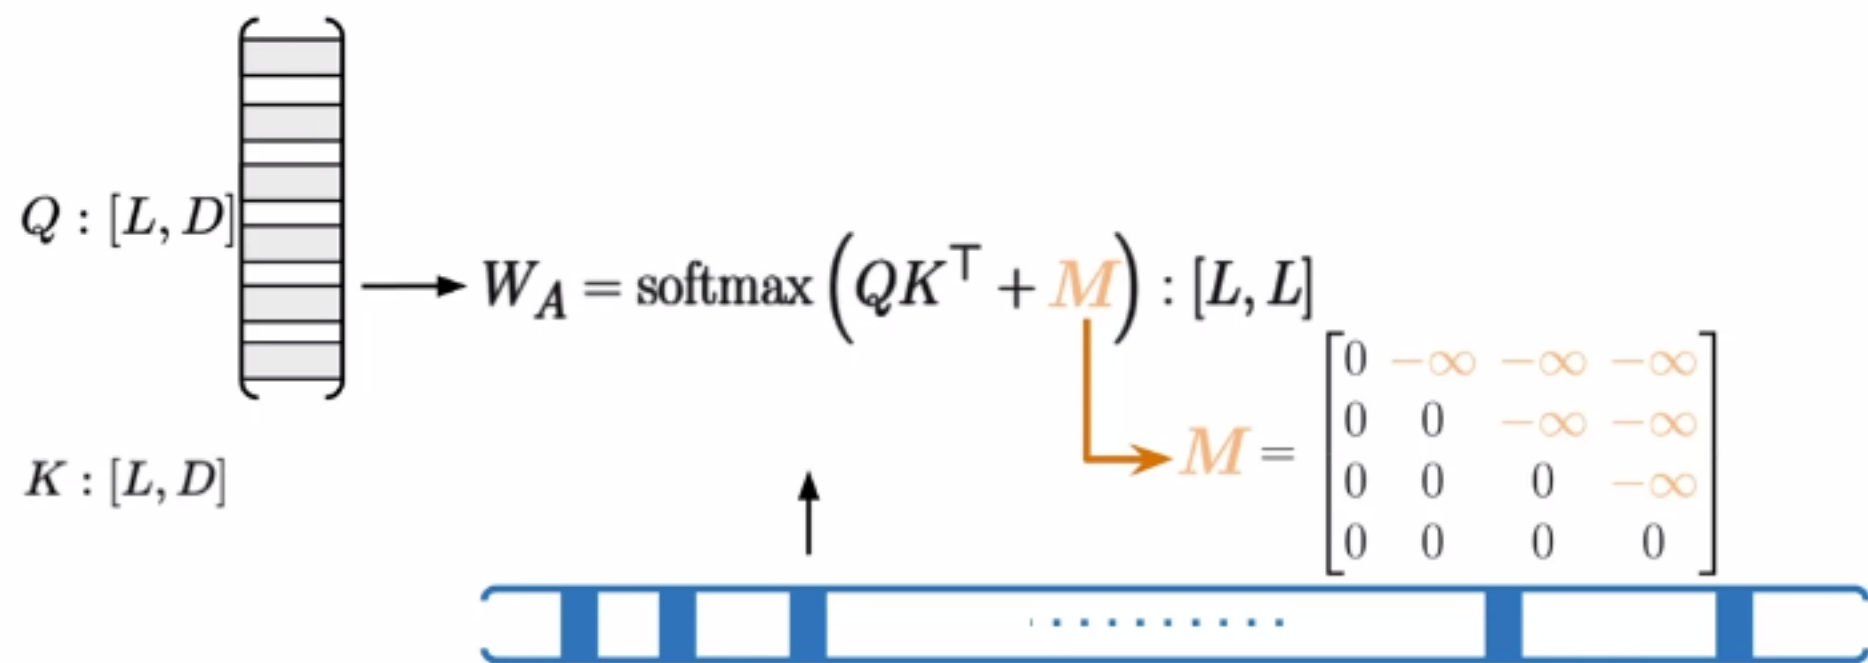 Q : [L, D]
W_A = softmax (QK^⊤ + M) : [L, L]
K : [L, D]
M = [0 −∞ −∞ −∞
0 0 −∞ −∞
0 0 0 −∞
0 0 0 0]